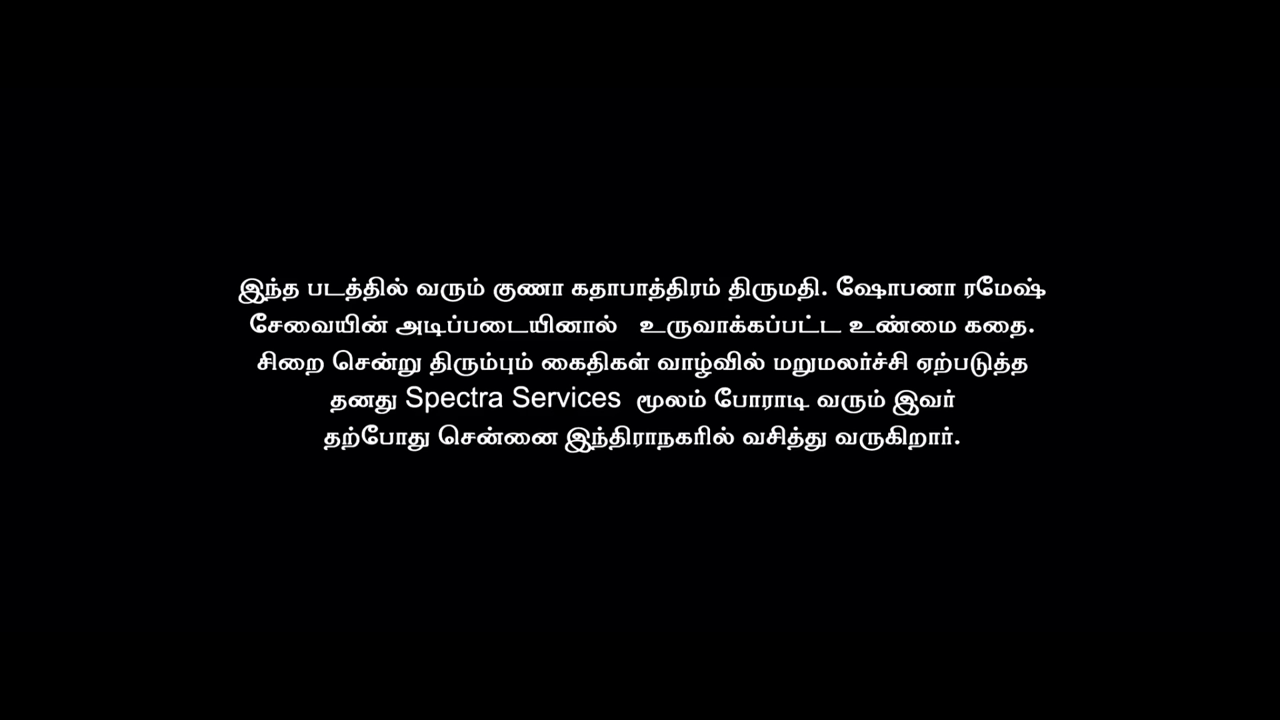 இந்த படத்தில் வரும் குணா கதாபாத்திரம் திருமதி. ஷோபனா ரமேஷ்
சேவையின் அடிப்படையினால் உருவாக்கப்பட்ட உண்மை கதை.
சிறை சென்று திரும்பும் கைதிகள் வாழ்வில் மறுமலர்ச்சி ஏற்படுத்த
தனது Spectra Services மூலம் போராடி வரும் இவர்
தற்போது சென்னை இந்திராநகரில் வசித்து வருகிறார்.